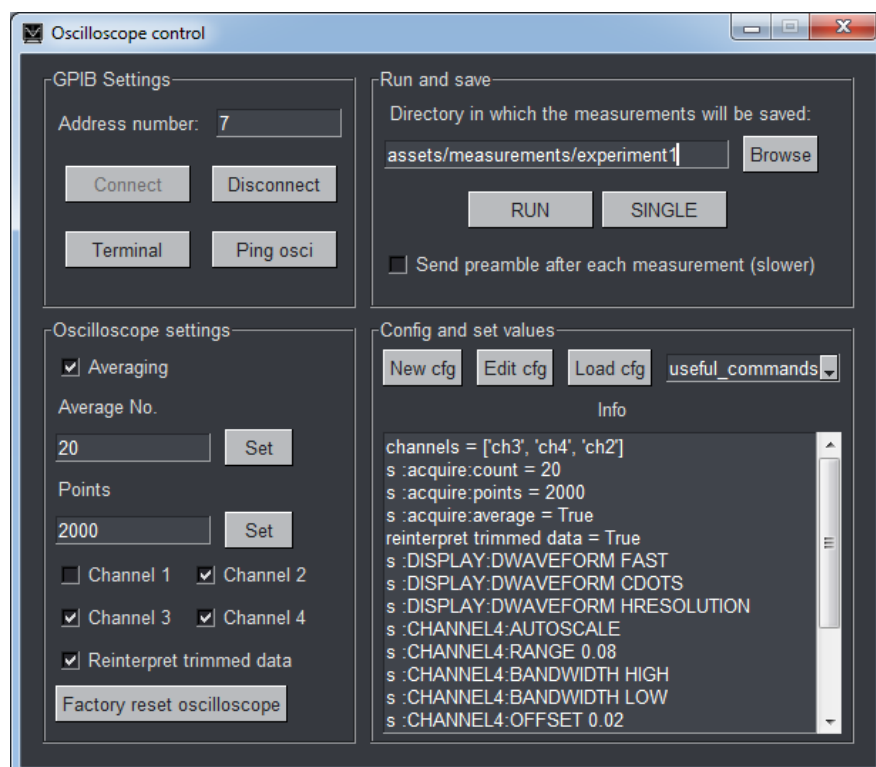 Oscilloscope control
GPIB Settings
Address number: 7
Connect Disconnect
Terminal Ping osci
Run and save
Directory in which the measurements will be saved:
assets/measurements/experiment1 Browse
RUN SINGLE
Send preamble after each measurement (slower)
Oscilloscope settings
Averaging
Average No.
20 Set
Points
2000 Set
Channel 1 Channel 2
Channel 3 Channel 4
Reinterpret trimmed data
Factory reset oscilloscope
Config and set values
New cfg Edit cfg Load cfg useful_commands
Info
channels = ['ch3', 'ch4', 'ch2']
s :acquire:count = 20
s :acquire:points = 2000
s :acquire:average = True
reinterpret trimmed data = True
s :DISPLAY:DWAVEFORM FAST
s :DISPLAY:DWAVEFORM CDOTS
s :DISPLAY:DWAVEFORM HRESOLUTION
s :CHANNEL4:AUTOSCALE
s :CHANNEL4:RANGE 0.08
s :CHANNEL4:BANDWIDTH HIGH
s :CHANNEL4:BANDWIDTH LOW
s :CHANNEL4:OFFSET 0.02